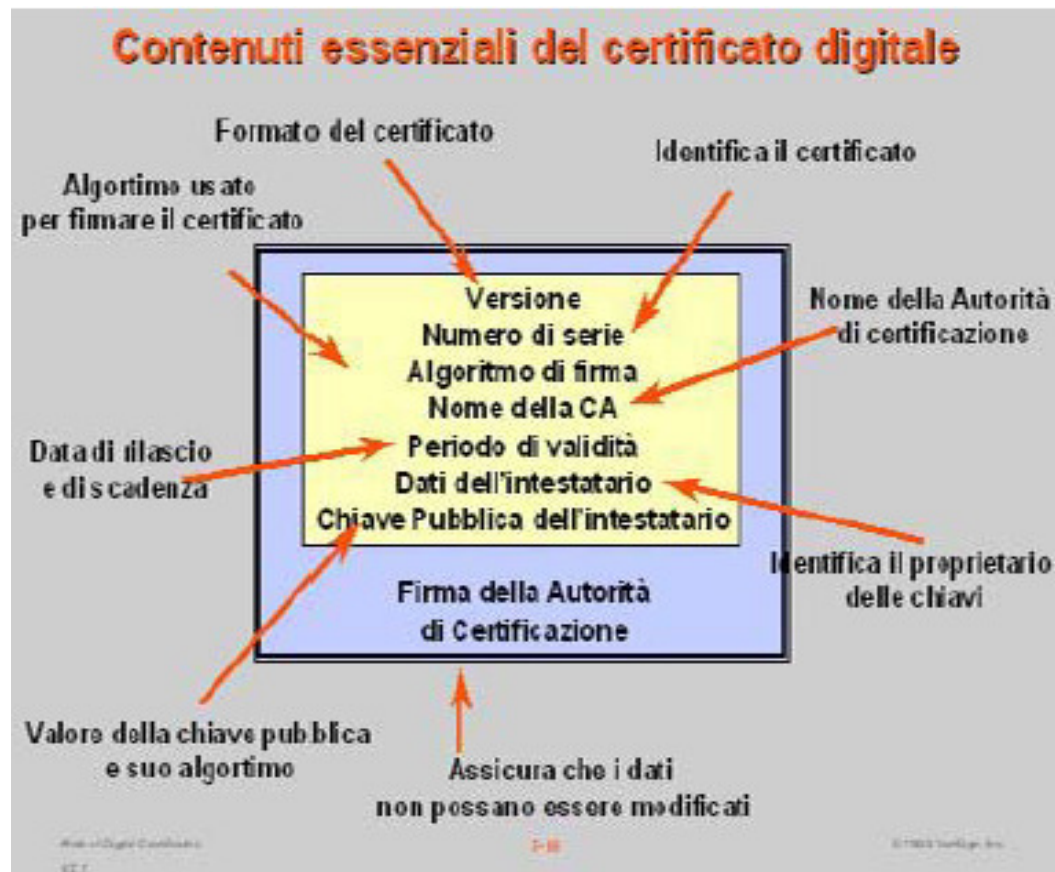 Contenuti essenziali del certificato digitale
Formato del certificato
Identifica il certificato
Algortimo usato
per firmare il certificato
Versione
Numero di serie
Algoritmo di firma
Nome della CA
Periodo di validità
Dati dell'intestatario
Chiave Pubblica dell'intestatario
Nome della Autorità
di certificazione
Data di rilascio
e di scadenza
Identifica il proprietario
delle chiavi
Firma della Autorità
di Certificazione
Valore della chiave pubblica
e suo algortimo
Assicura che i dati
non possano essere modificati